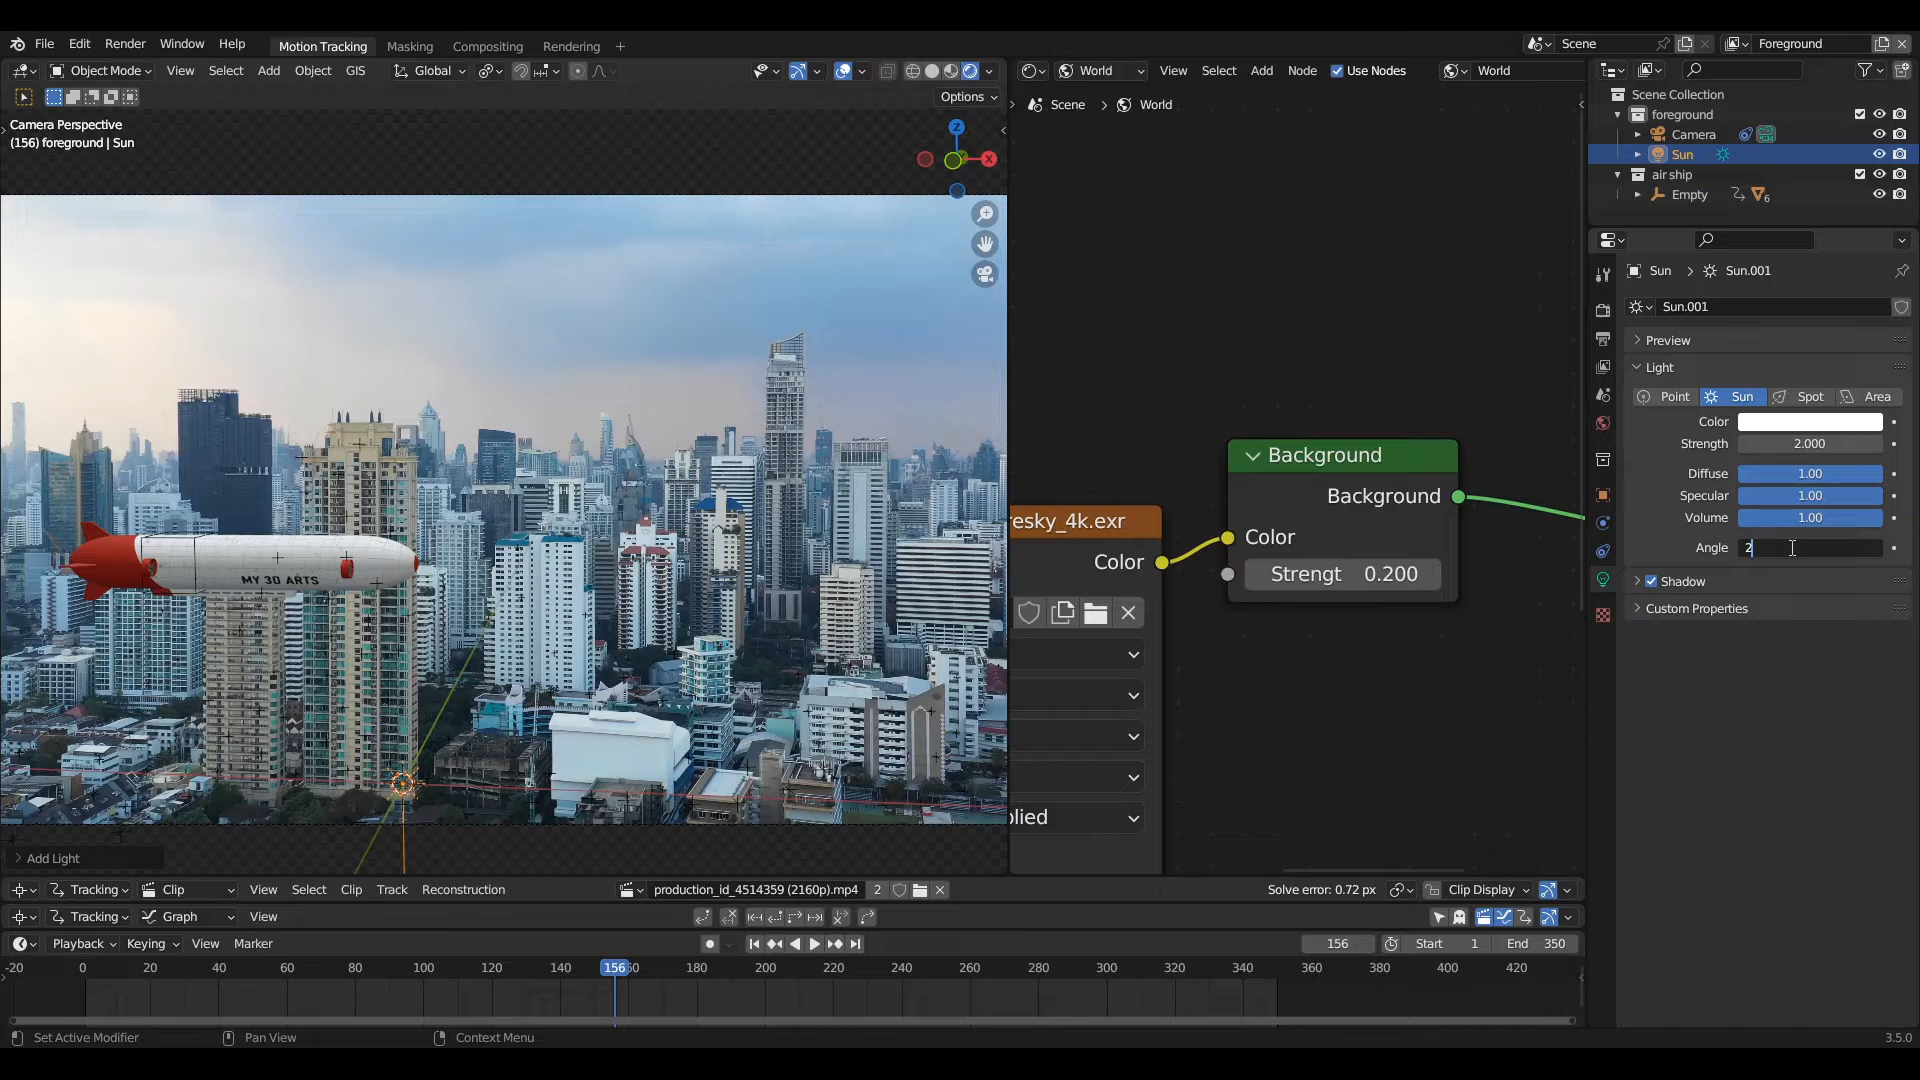 File Edit Render Window Help Motion Tracking Masking Compositing Rendering + Scene Foreground
Object Mode View Select Add Object GIS Global World View Select Add Node Use Nodes World
Options Scene > World
Camera Perspective
(156) foreground | Sun
Z
X
Scene Collection
foreground
Camera
Sun
air ship
Empty 6
Sun > Sun.001
Sun.001
Preview
Light
Point Sun Spot Area
Color
Strength 2.000
Diffuse 1.00
Specular 1.00
Volume 1.00
Angle 2
Shadow
Custom Properties
Background
Background
Color
Strengt 0.200
resky_4k.exr
Color
plied
MY 3D ARTS
Add Light
Tracking Clip View Select Clip Track Reconstruction production_id_4514359 (2160p).mp4 2 Solve error: 0.72 px Clip Display
Tracking Graph View
Playback Keying View Marker 156 Start 1 End 350
-20 0 20 40 60 80 100 120 140 156 180 200 220 240 260 280 300 320 340 360 380 400 420
Set Active Modifier Pan View Context Menu 3.5.0